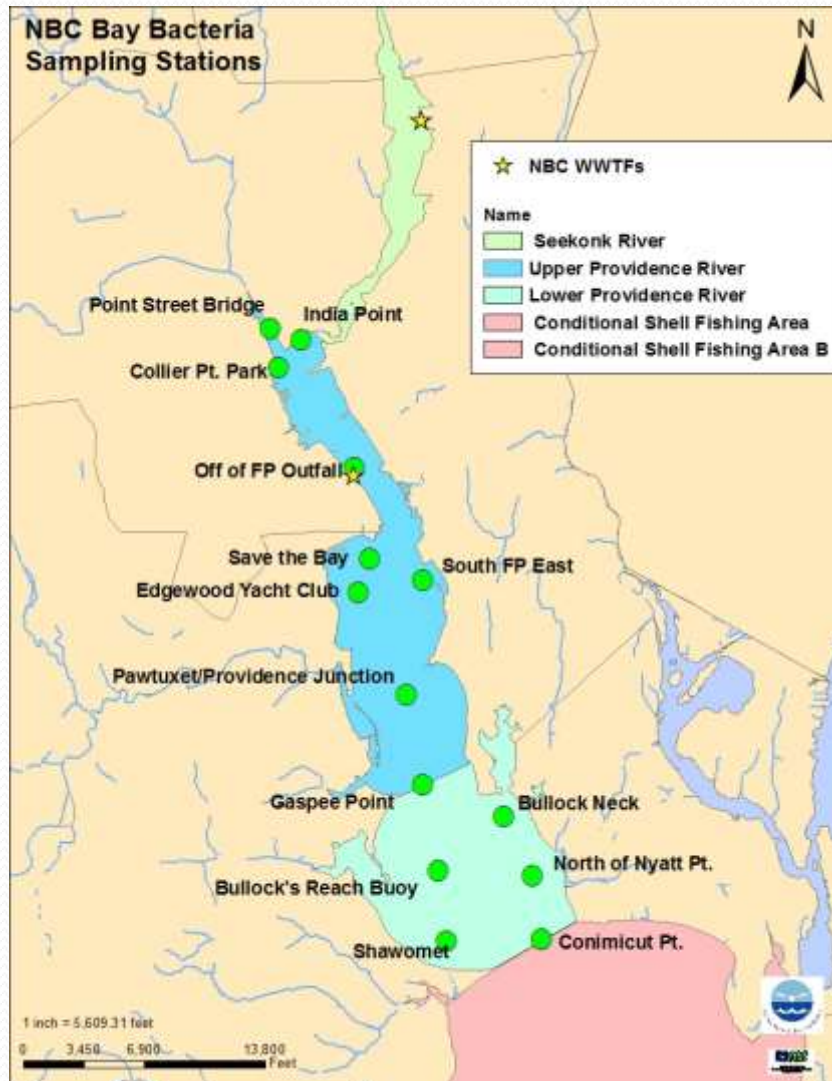 NBC Bay Bacteria
Sampling Stations
N
NBC WWTFs
Name
Seekonk River
Upper Providence River
Lower Providence River
Conditional Shell Fishing Area
Conditional Shell Fishing Area B
Point Street Bridge
India Point
Collier Pt. Park
Off of FP Outfall
Save the Bay
South FP East
Edgewood Yacht Club
Pawtuxet/Providence Junction
Gaspee Point
Bullock Neck
North of Nyatt Pt.
Bullock's Reach Buoy
Shawomet
Conimicut Pt.
1 inch = 5,609.31 feet
0 3,450 6,900 13,800
Feet